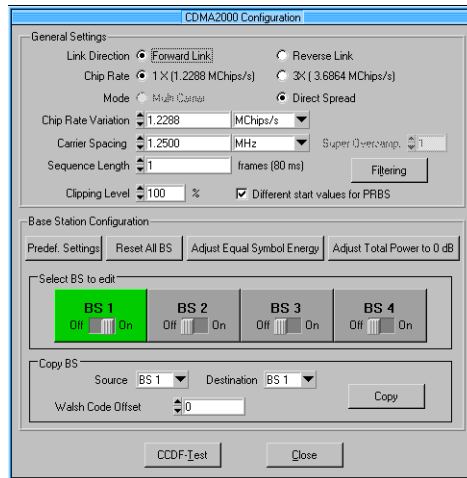 CDMA2000 Configuration
General Settings
Link Direction Forward Link Reverse Link
Chip Rate 1 X (1.2288 MChips/s) 3X ( 3.6864 MChips/s)
Mode Multi Carrier Direct Spread
Chip Rate Variation 1.2288 MChips/s
Carrier Spacing 1.2500 MHz Super Oversamp. 1
Sequence Length 1 frames (80 ms) Filtering
Clipping Level 100 % Different start values for PRBS
Base Station Configuration
Predef. Settings Reset All BS Adjust Equal Symbol Energy Adjust Total Power to 0 dB
Select BS to edit
BS 1 BS 2 BS 3 BS 4
Off On Off On Off On Off On
Copy BS
Source BS 1 Destination BS 1
Copy
Walsh Code Offset 0
CCDF-Test Close